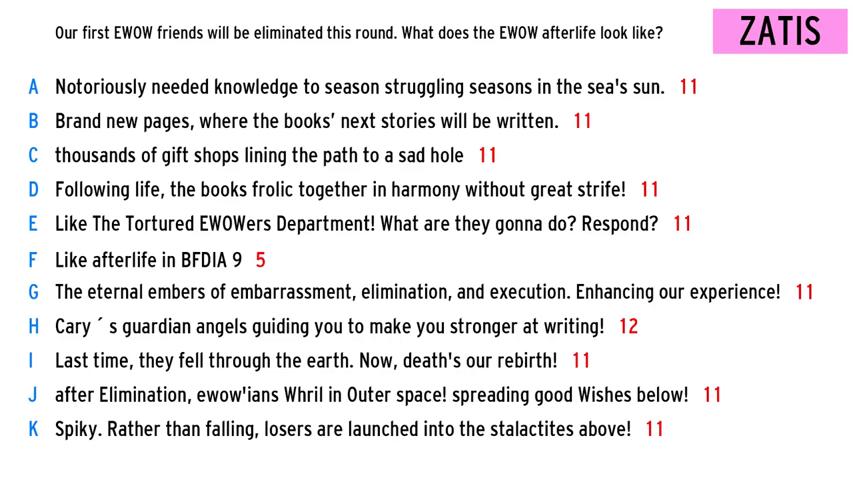 Our first EWOW friends will be eliminated this round. What does the EWOW afterlife look like?
ZATIS
A Notoriously needed knowledge to season struggling seasons in the sea's sun. 11
B Brand new pages, where the books’ next stories will be written. 11
C thousands of gift shops lining the path to a sad hole 11
D Following life, the books frolic together in harmony without great strife! 11
E Like The Tortured EWOWers Department! What are they gonna do? Respond? 11
F Like afterlife in BFDIA 9 5
G The eternal embers of embarrassment, elimination, and execution. Enhancing our experience! 11
H Cary ´ s guardian angels guiding you to make you stronger at writing! 12
I Last time, they fell through the earth. Now, death's our rebirth! 11
J after Elimination, ewow'ians Whril in Outer space! spreading good Wishes below! 11
K Spiky. Rather than falling, losers are launched into the stalactites above! 11